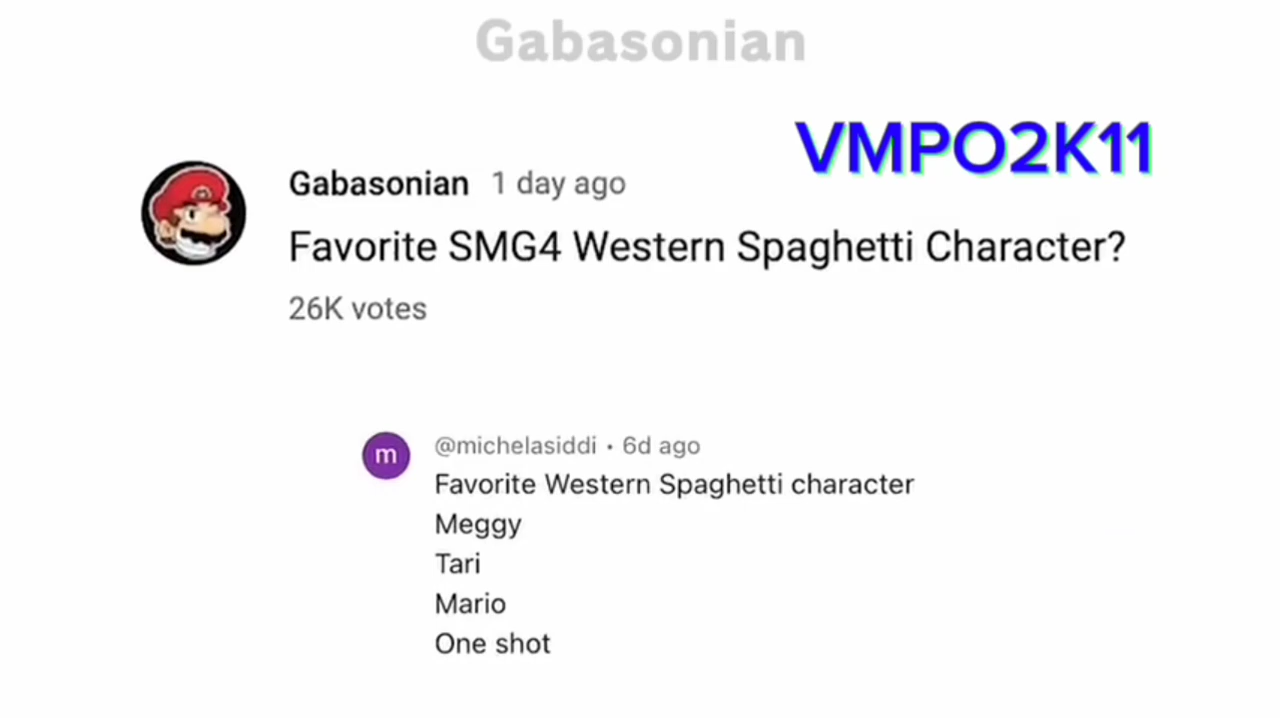 Gabasonian
VMPO2K11
Gabasonian 1 day ago
Favorite SMG4 Western Spaghetti Character?
26K votes
m
@michelasiddi • 6d ago
Favorite Western Spaghetti character
Meggy
Tari
Mario
One shot